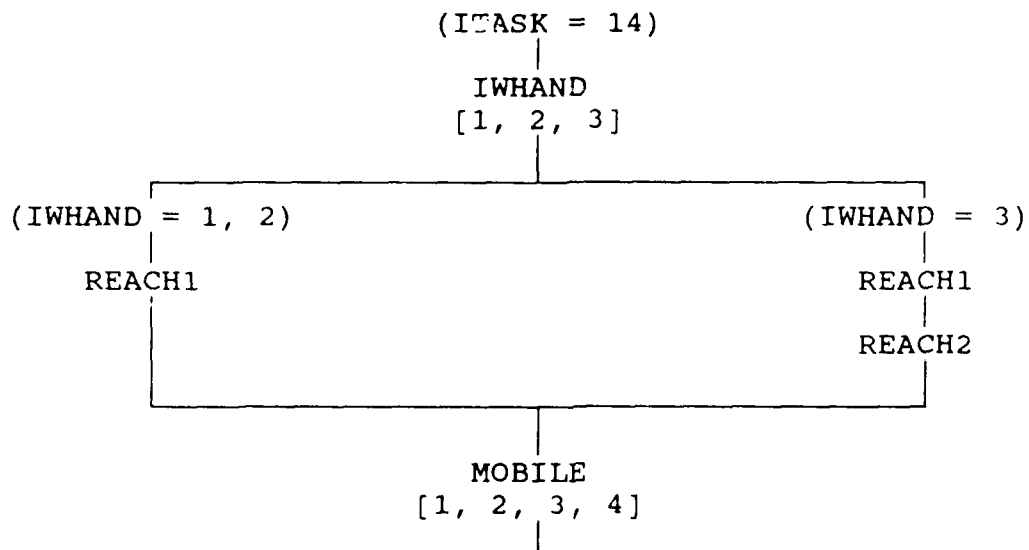 (ITASK = 14)
IWHAND
[1, 2, 3]
(IWHAND = 1, 2)
(IWHAND = 3)
REACH1
REACH1
REACH2
MOBILE
[1, 2, 3, 4]